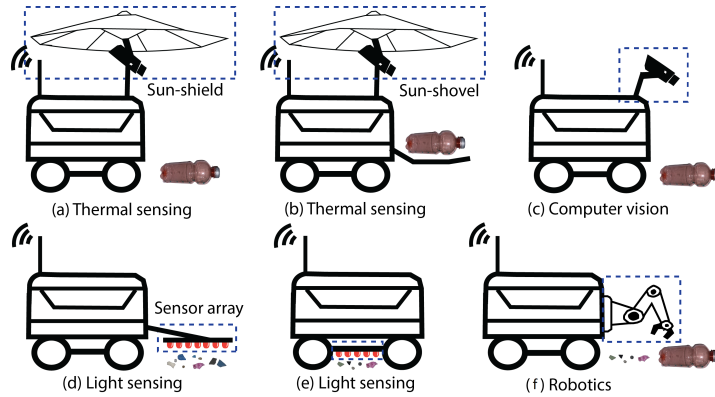 Sun-shield
Sun-shovel
(a) Thermal sensing
(b) Thermal sensing
(c) Computer vision
Sensor array
(d) Light sensing
(e) Light sensing
(f) Robotics